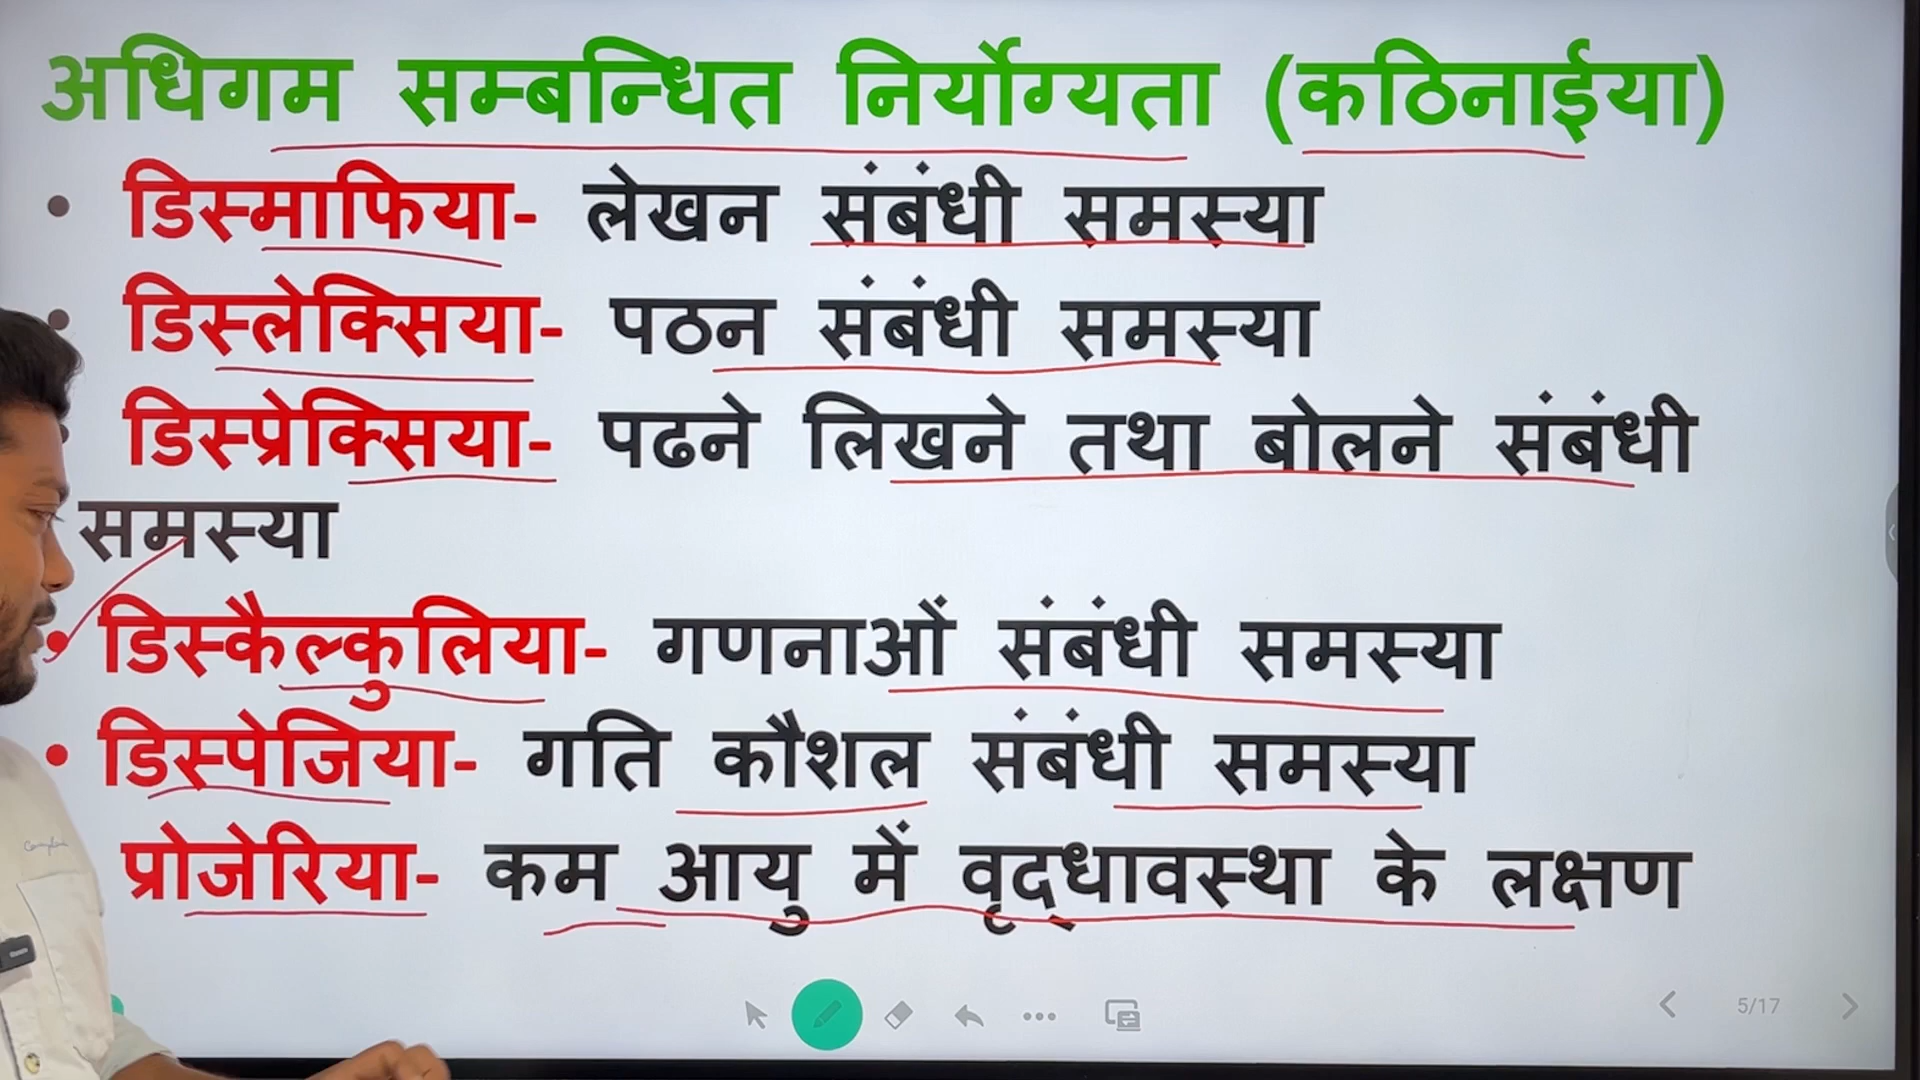 अधिगम सम्बन्धित निर्योग्यता (कठिनाईया)
• डिस्माफिया- लेखन संबंधी समस्या
• डिस्लेक्सिया- पठन संबंधी समस्या
• डिस्प्रेक्सिया- पढने लिखने तथा बोलने संबंधी
समस्या
• डिस्कैल्कुलिया- गणनाओं संबंधी समस्या
• डिस्पेजिया- गति कौशल संबंधी समस्या
प्रोजेरिया- कम आयु में वृद्धावस्था के लक्षण
5/17